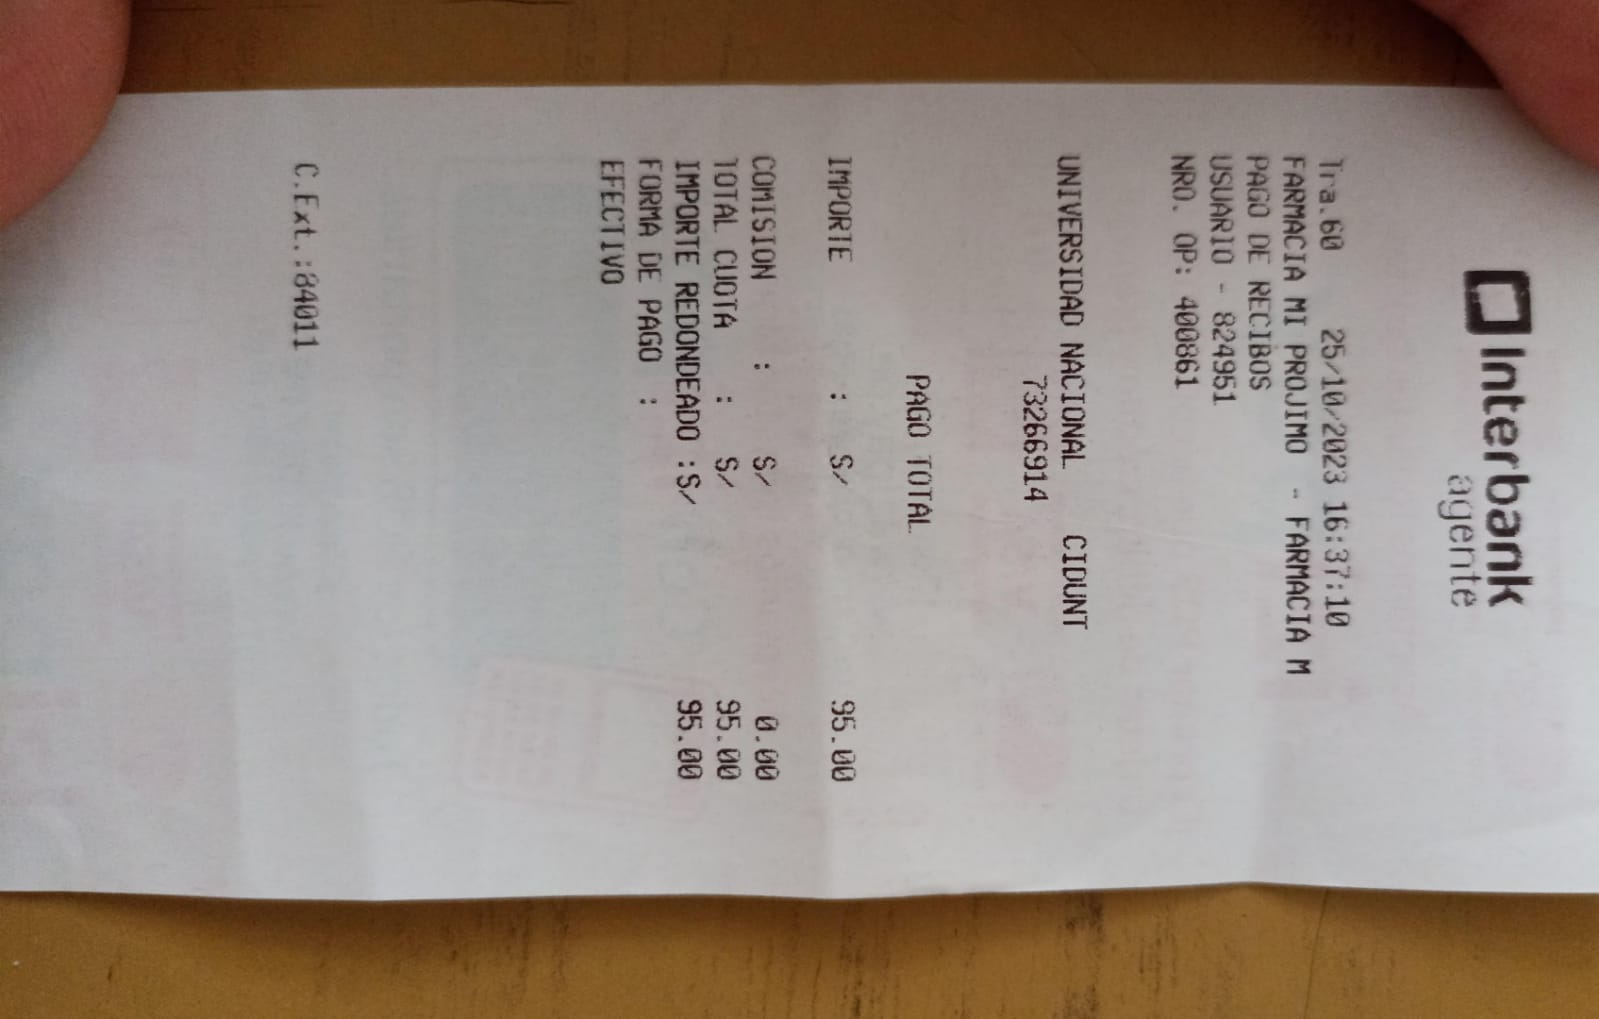 Interbank
agente
Tra.60 25/10/2023 16:37:10
FARMACIA MI PROJIMO - FARMACIA M
PAGO DE RECIBOS
USUARIO - 824951
NRO. OP: 400861
UNIVERSIDAD NACIONAL CIDUNT
73266914
PAGO TOTAL
IMPORTE : S/ 95.00
COMISION : S/ 0.00
TOTAL CUOTA : S/ 95.00
IMPORTE REDONDEADO :S/ 95.00
FORMA DE PAGO :
EFECTIVO
C.Ext.:84011